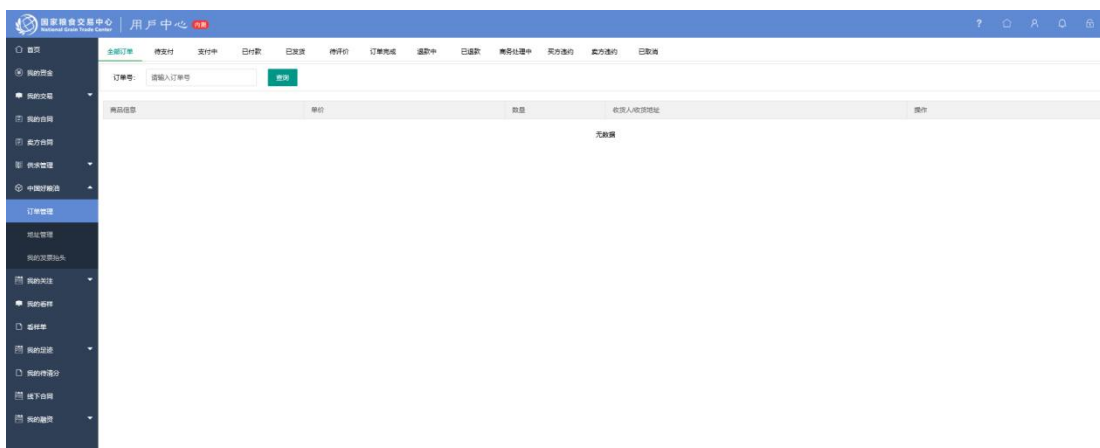 国家粮食交易中心 National Grain Trade Center 用戶中心 内测 ?
首页
我的资金
我的交易
我的合同
卖方合同
供求管理
中国好粮油
订单管理
地址管理
我的发票抬头
我的关注
我的看样
看样单
我的足迹
我的待清分
线下合同
我的融资
全部订单 待支付 支付中 已付款 已发货 待评价 订单完成 退款中 已退款 商务处理中 买方违约 卖方违约 已取消
订单号: 请输入订单号 查询
商品信息 单价 数量 收货人/收货地址 操作
无数据